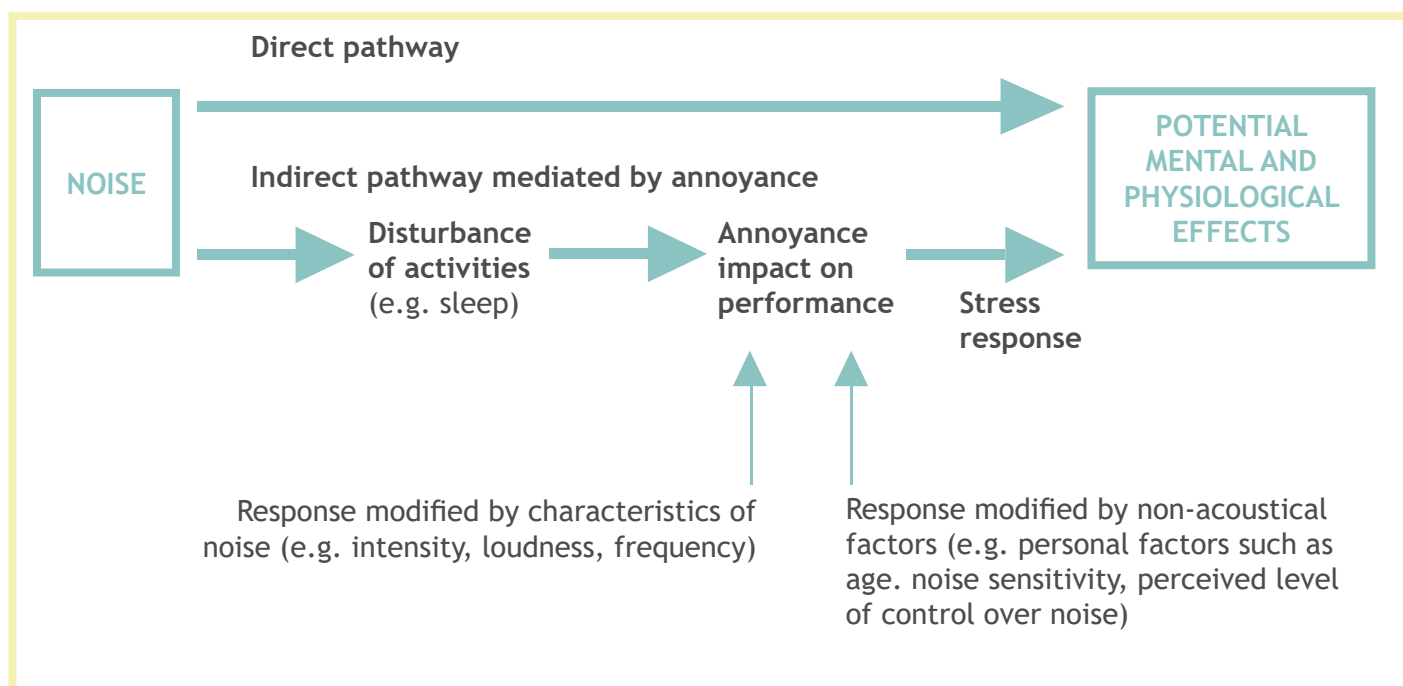 Direct pathway
NOISE
POTENTIAL
MENTAL AND
PHYSIOLOGICAL
EFFECTS
Indirect pathway mediated by annoyance
Disturbance
of activities
(e.g. sleep)
Annoyance
impact on
performance
Stress
response
Response modified by characteristics of
noise (e.g. intensity, loudness, frequency)
Response modified by non-acoustical
factors (e.g. personal factors such as
age. noise sensitivity, perceived level
of control over noise)